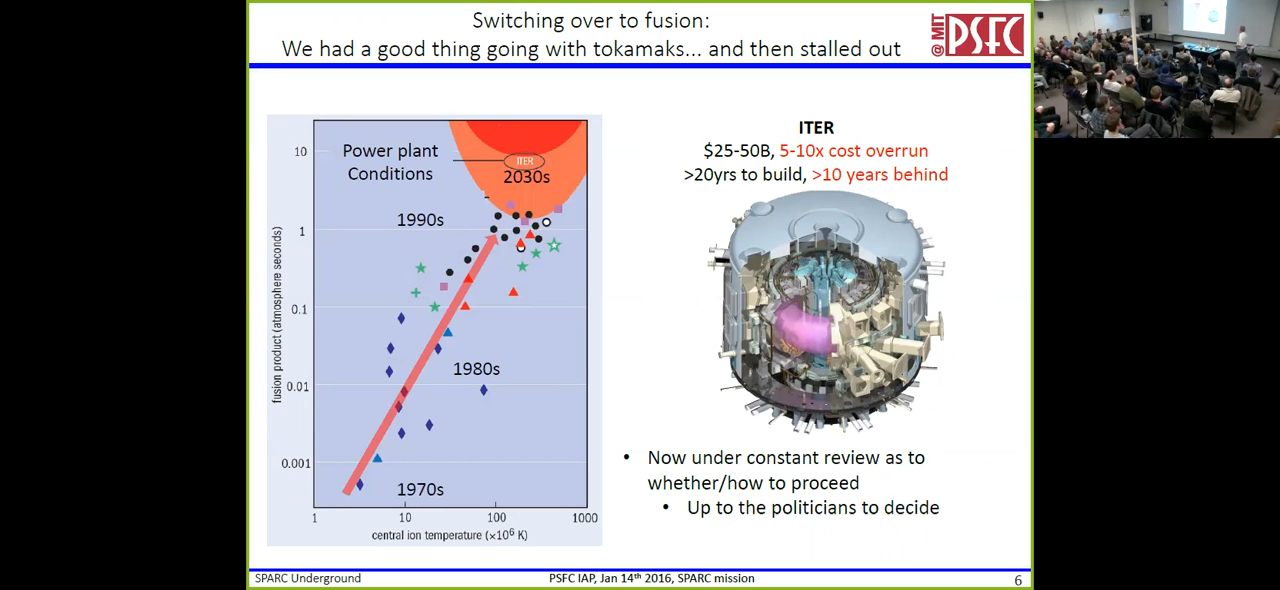 Switching over to fusion:
We had a good thing going with tokamaks... and then stalled out
@MIT
PSFC
10
1
0.1
0.01
0.001
fusion product (atmosphere seconds)
Power plant
Conditions
ITER
2030s
1990s
1980s
1970s
1
10
100
1000
central ion temperature (×10⁶ K)
ITER
$25-50B, 5-10x cost overrun
>20yrs to build, >10 years behind
• Now under constant review as to
whether/how to proceed
• Up to the politicians to decide
SPARC Underground
PSFC IAP, Jan 14th 2016, SPARC mission
6